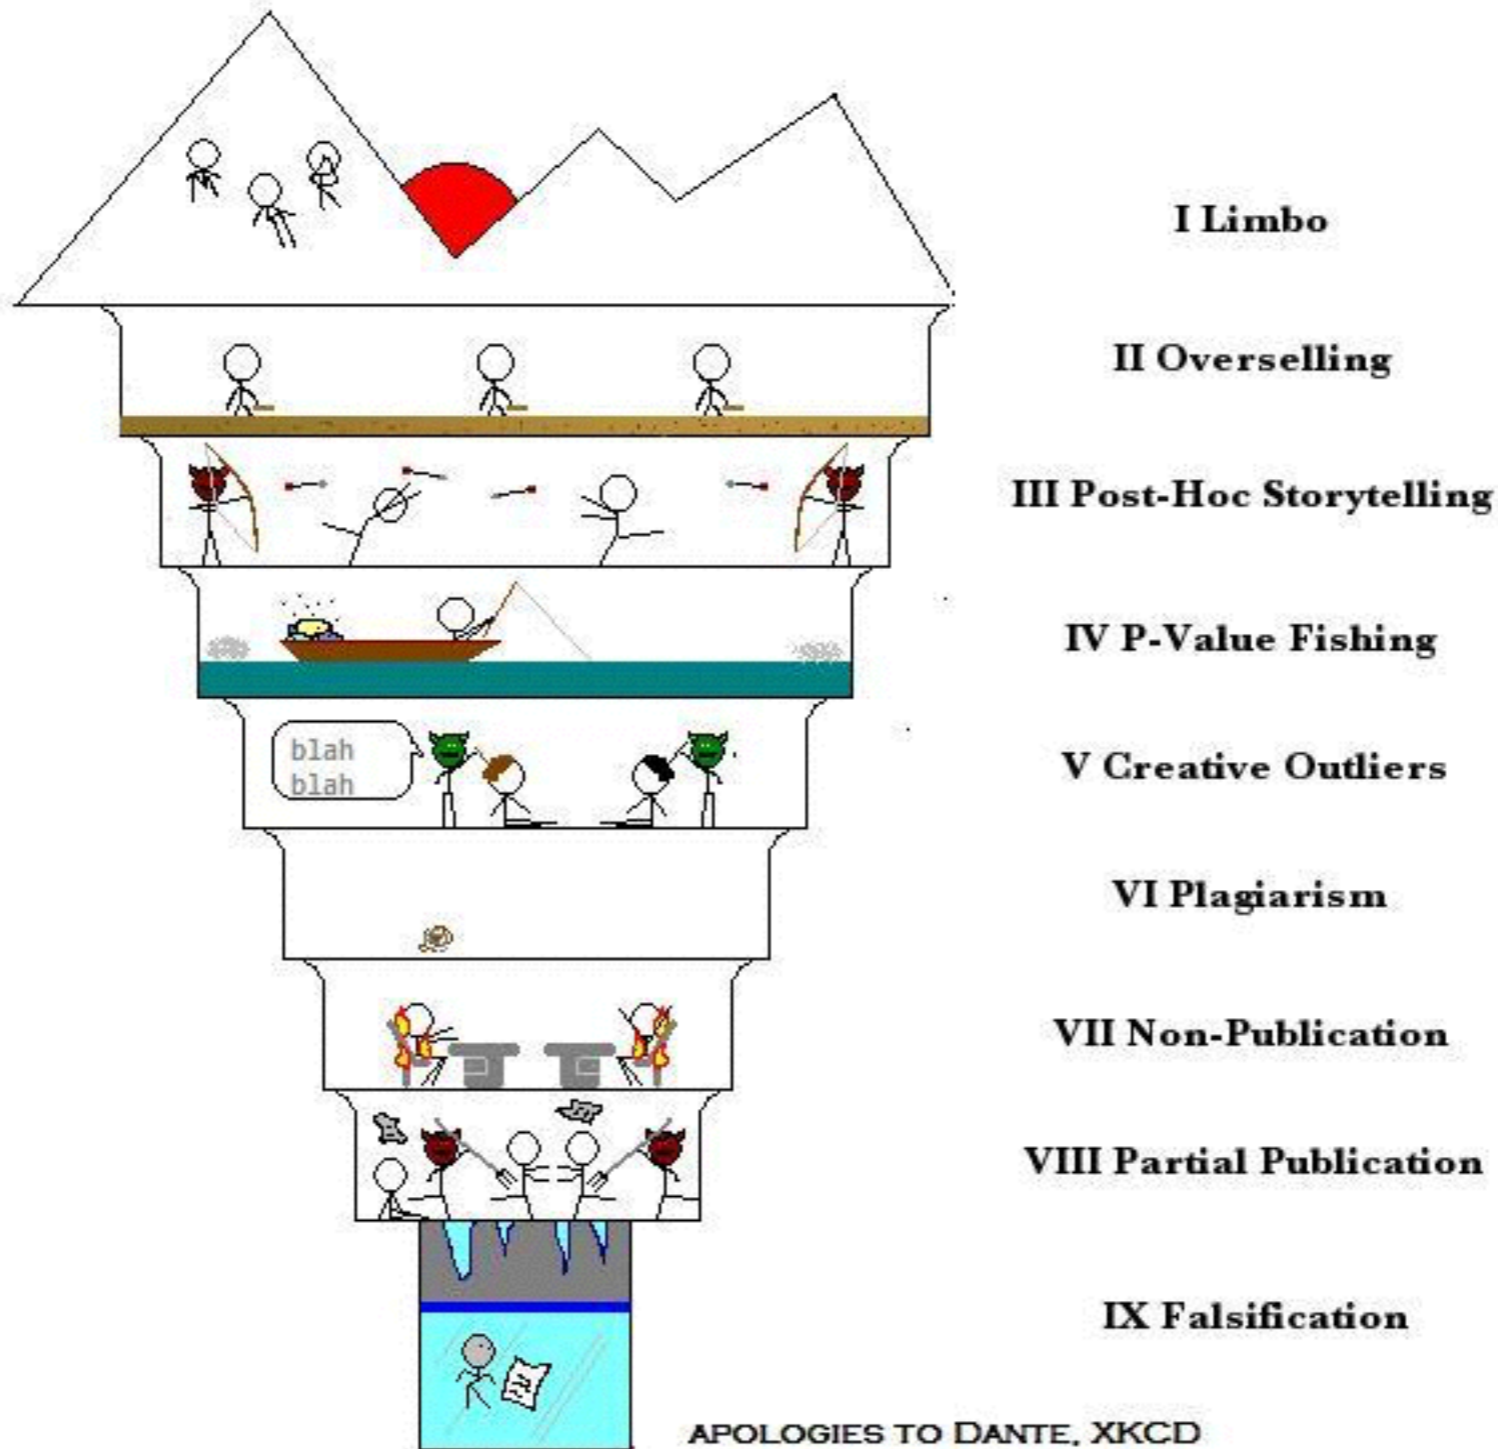 I Limbo
II Overselling
III Post-Hoc Storytelling
IV P-Value Fishing
blah
blah
V Creative Outliers
VI Plagiarism
VII Non-Publication
VIII Partial Publication
IX Falsification
APOLOGIES TO DANTE, XKCD